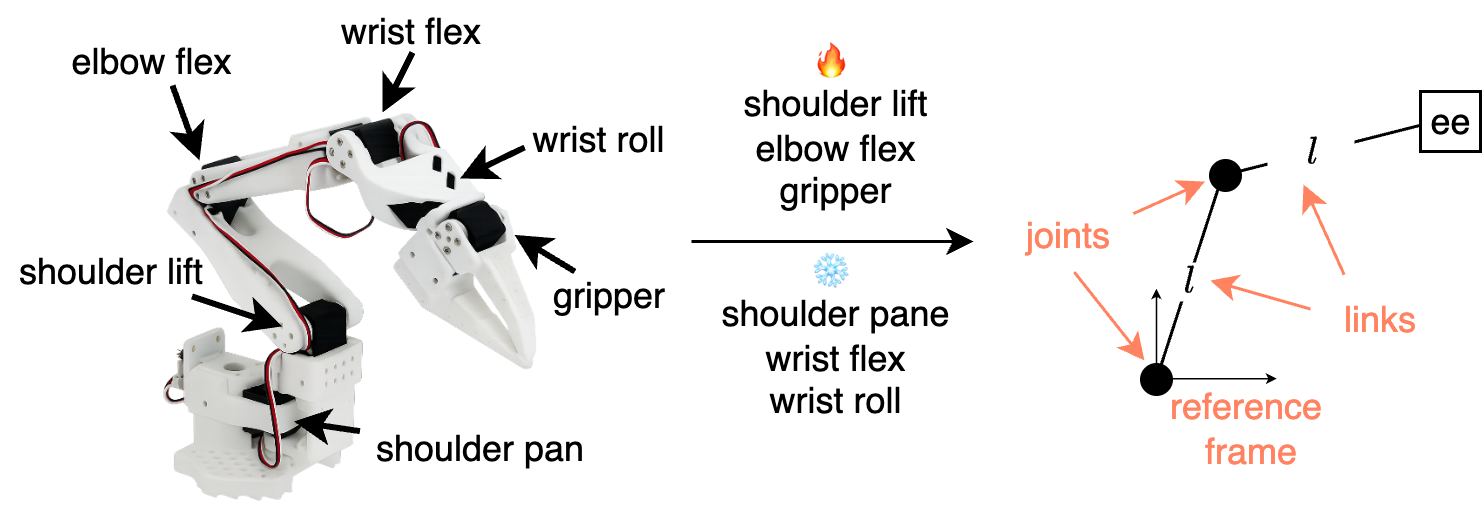 wrist flex
elbow flex
wrist roll
shoulder lift
gripper
shoulder pan
shoulder lift
elbow flex
gripper
shoulder pane
wrist flex
wrist roll
ee
l
joints
l
links
reference
frame